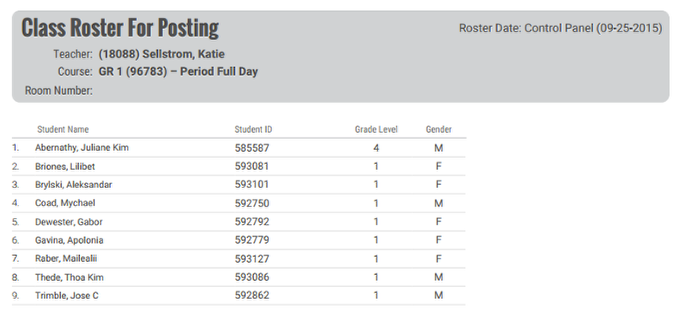 Class Roster For Posting
Roster Date: Control Panel (09-25-2015)
Teacher: (18088) Sellstrom, Katie
Course: GR 1 (96783) – Period Full Day
Room Number:
Student Name Student ID Grade Level Gender
1. Abernathy, Juliane Kim 585587 4 M
2. Briones, Lilibet 593081 1 F
3. Brylski, Aleksandar 593101 1 F
4. Coad, Mychael 592750 1 M
5. Dewester, Gabor 592792 1 F
6. Gavina, Apolonia 592779 1 F
7. Raber, Mailealii 593127 1 F
8. Thede, Thoa Kim 593086 1 M
9. Trimble, Jose C 592862 1 M